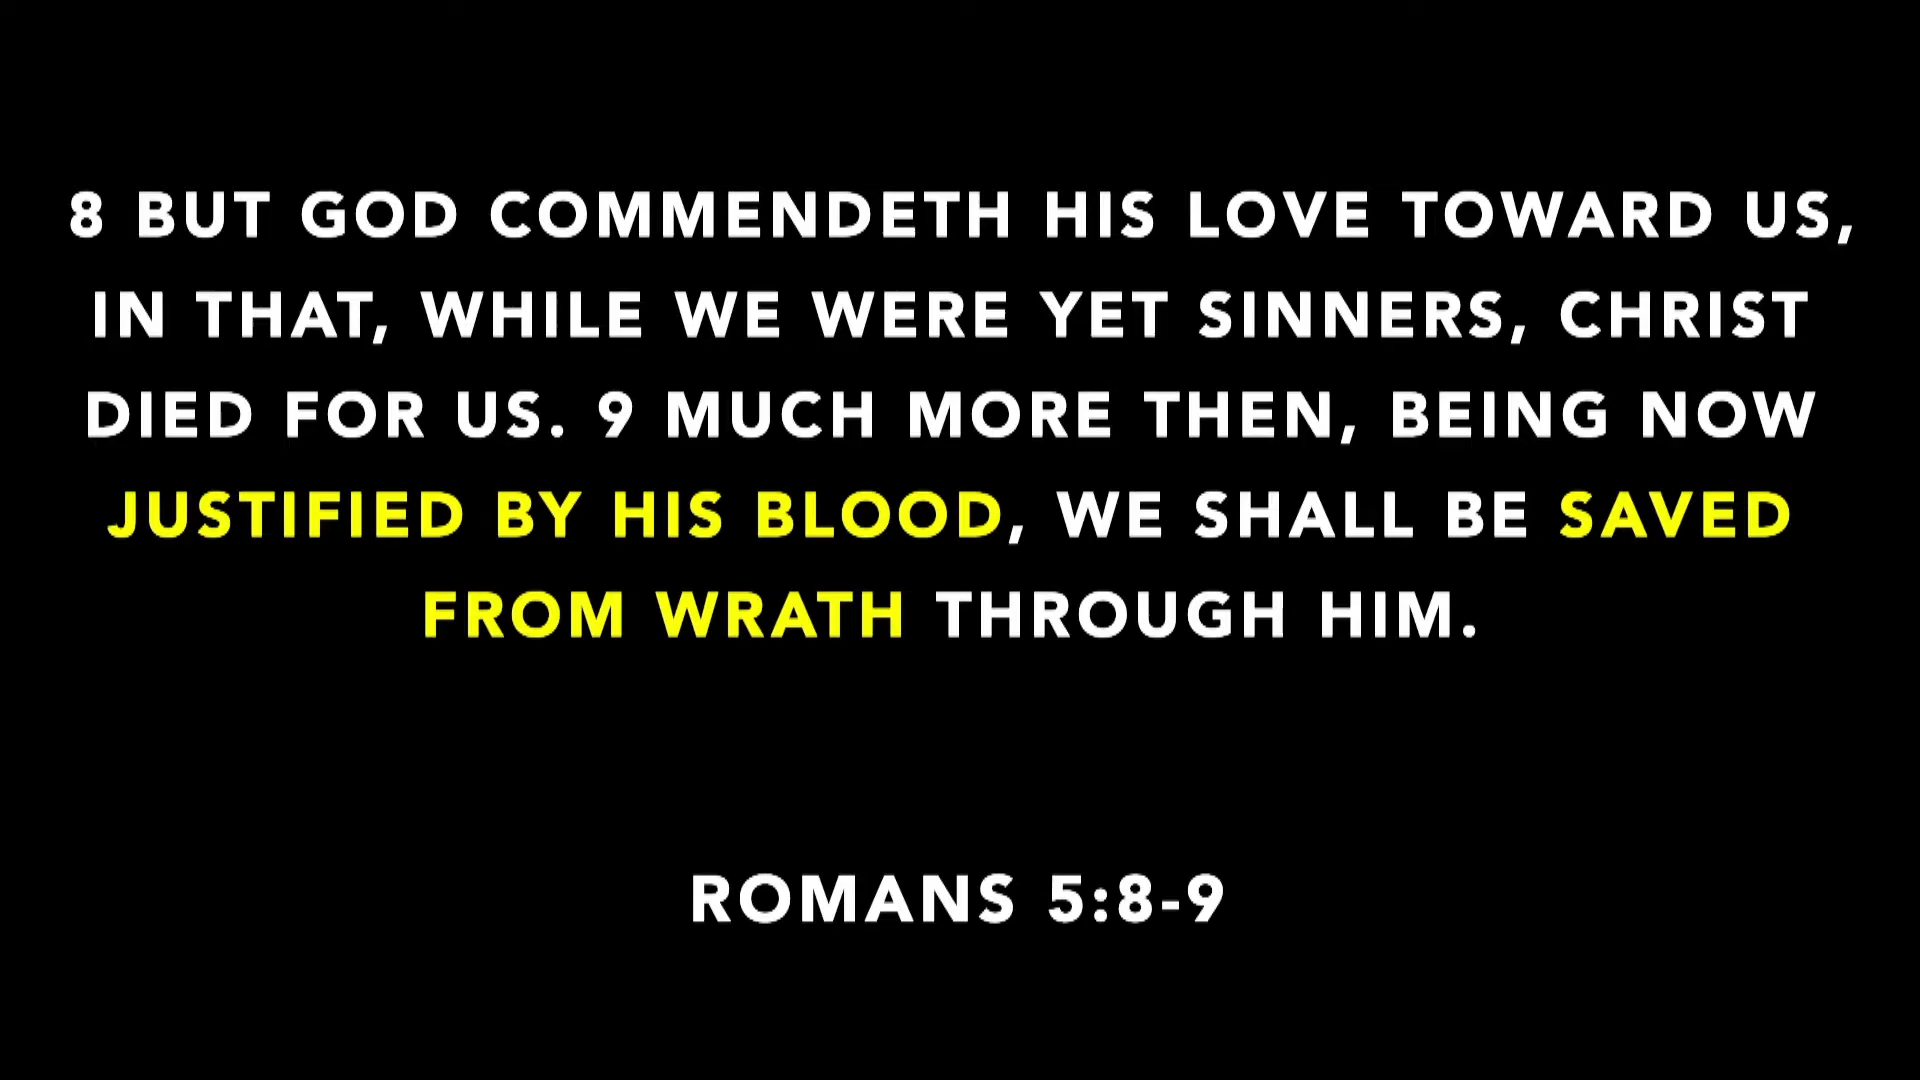 8 BUT GOD COMMENDETH HIS LOVE TOWARD US,
IN THAT, WHILE WE WERE YET SINNERS, CHRIST
DIED FOR US. 9 MUCH MORE THEN, BEING NOW
JUSTIFIED BY HIS BLOOD, WE SHALL BE SAVED
FROM WRATH THROUGH HIM.
ROMANS 5:8-9